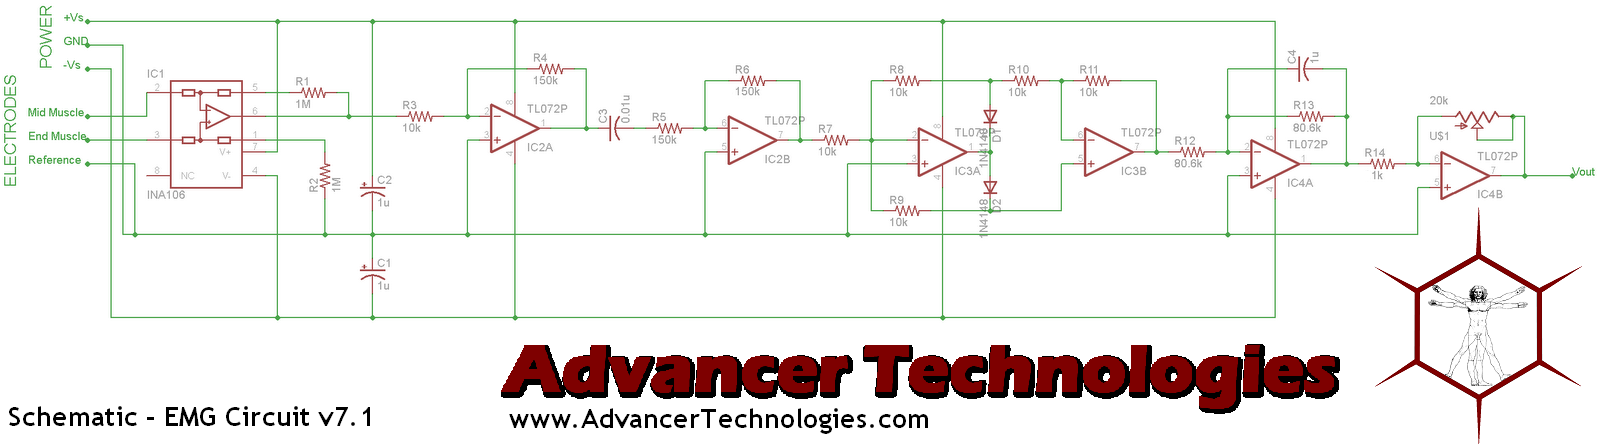 POWER
+Vs
GND
-Vs
ELECTRODES
Mid Muscle
End Muscle
Reference
IC1
2
3
8
5
6
1
7
4
V+
V-
NC
INA106
R1
1M
R2
1M
C2
1u
C1
1u
R3
10k
R4
150k
2
3
8
1
4
TL072P
IC2A
C3
0.01u
R5
150k
R6
150k
6
5
7
TL072P
IC2B
R7
10k
R8
10k
R9
10k
2
3
8
1
4
TL072P
IC3A
1N4148
D1
1N4148
D2
R10
10k
R11
10k
6
5
7
TL072P
IC3B
R12
80.6k
C4
1u
R13
80.6k
2
3
8
1
4
TL072P
IC4A
R14
1k
20k
U$1
6
5
7
TL072P
IC4B
Vout
Advancer Technologies
www.AdvancerTechnologies.com
Schematic - EMG Circuit v7.1